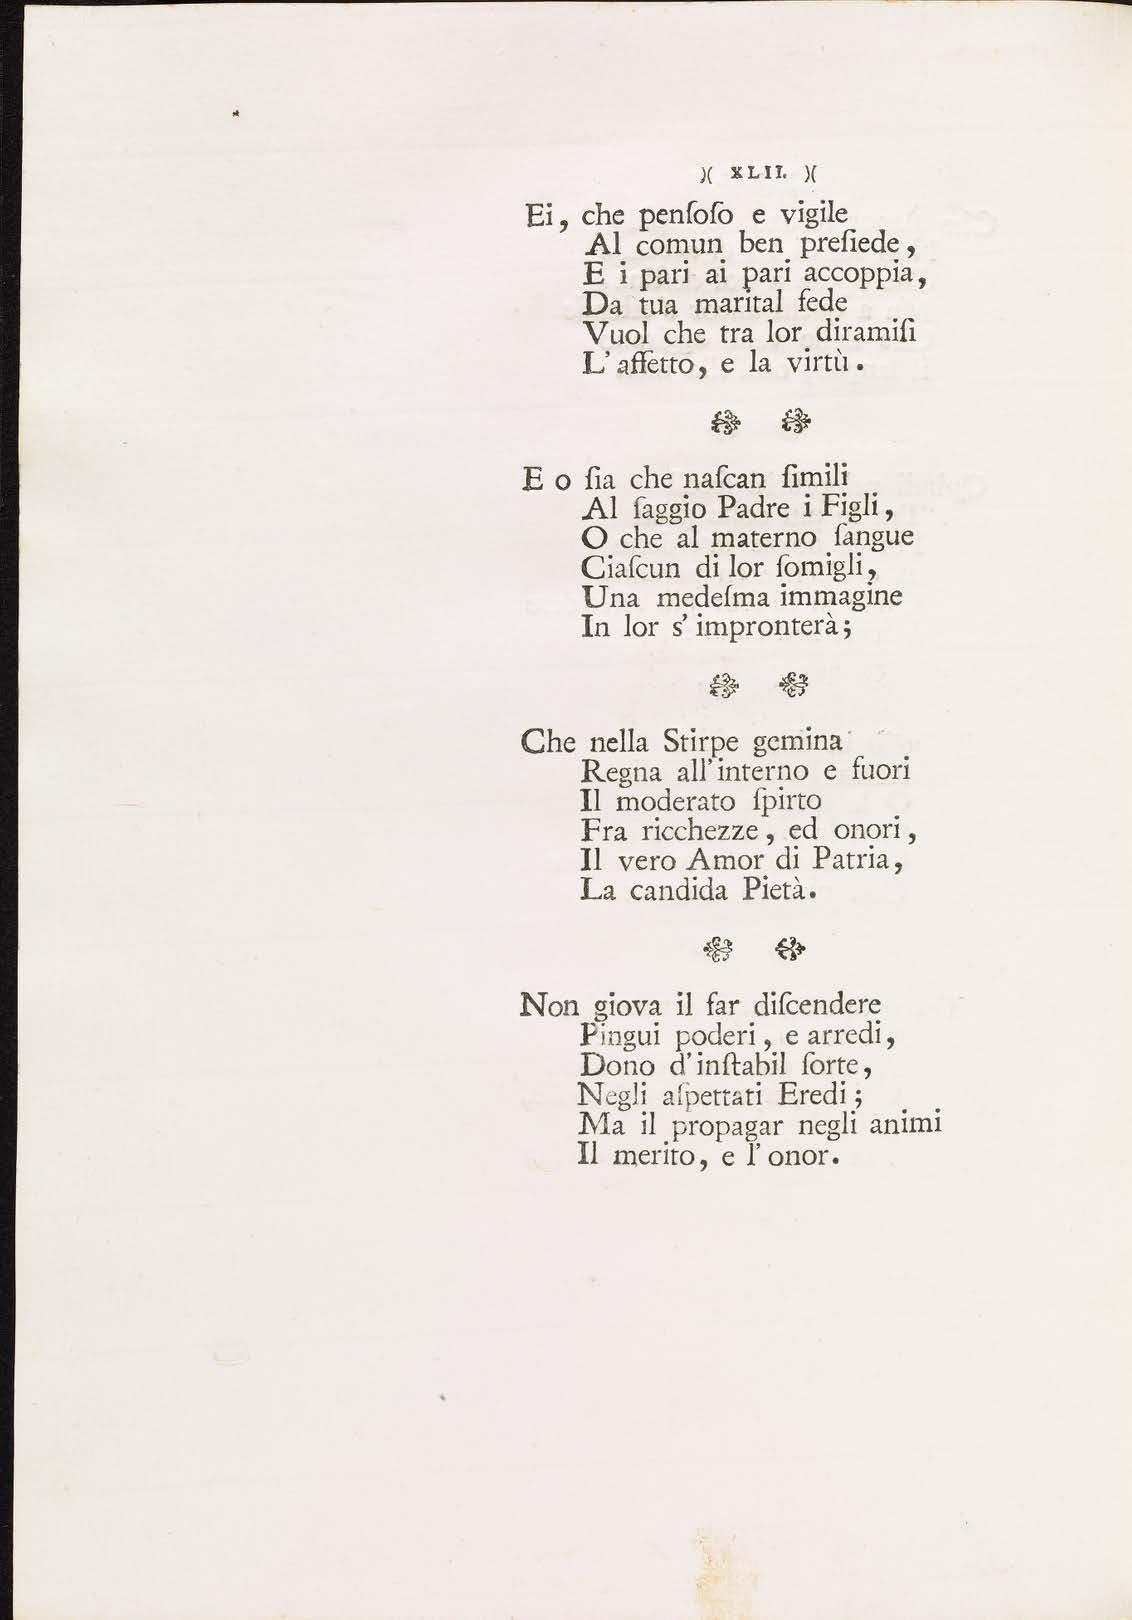 )( XLII. )(
Ei, che penſoſo e vigile
Al comun ben preſiede,
E i pari ai pari accoppia,
Da tua marital fede
Vuol che tra lor diramiſi
L' affetto, e la virtù.
E o ſia che naſcan ſimili
Al ſaggio Padre i Figli,
O che al materno ſangue
Ciaſcun di lor ſomigli,
Una medeſma immagine
In lor s' impronterà;
Che nella Stirpe gemina
Regna all' interno e fuori
Il moderato ſpirto
Fra ricchezze, ed onori,
Il vero Amor di Patria,
La candida Pietà.
Non giova il far diſcendere
Pingui poderi, e arredi,
Dono d' inſtabil ſorte,
Negli aſpettati Eredi;
Ma il propagar negli animi
Il merito, e l' onor.